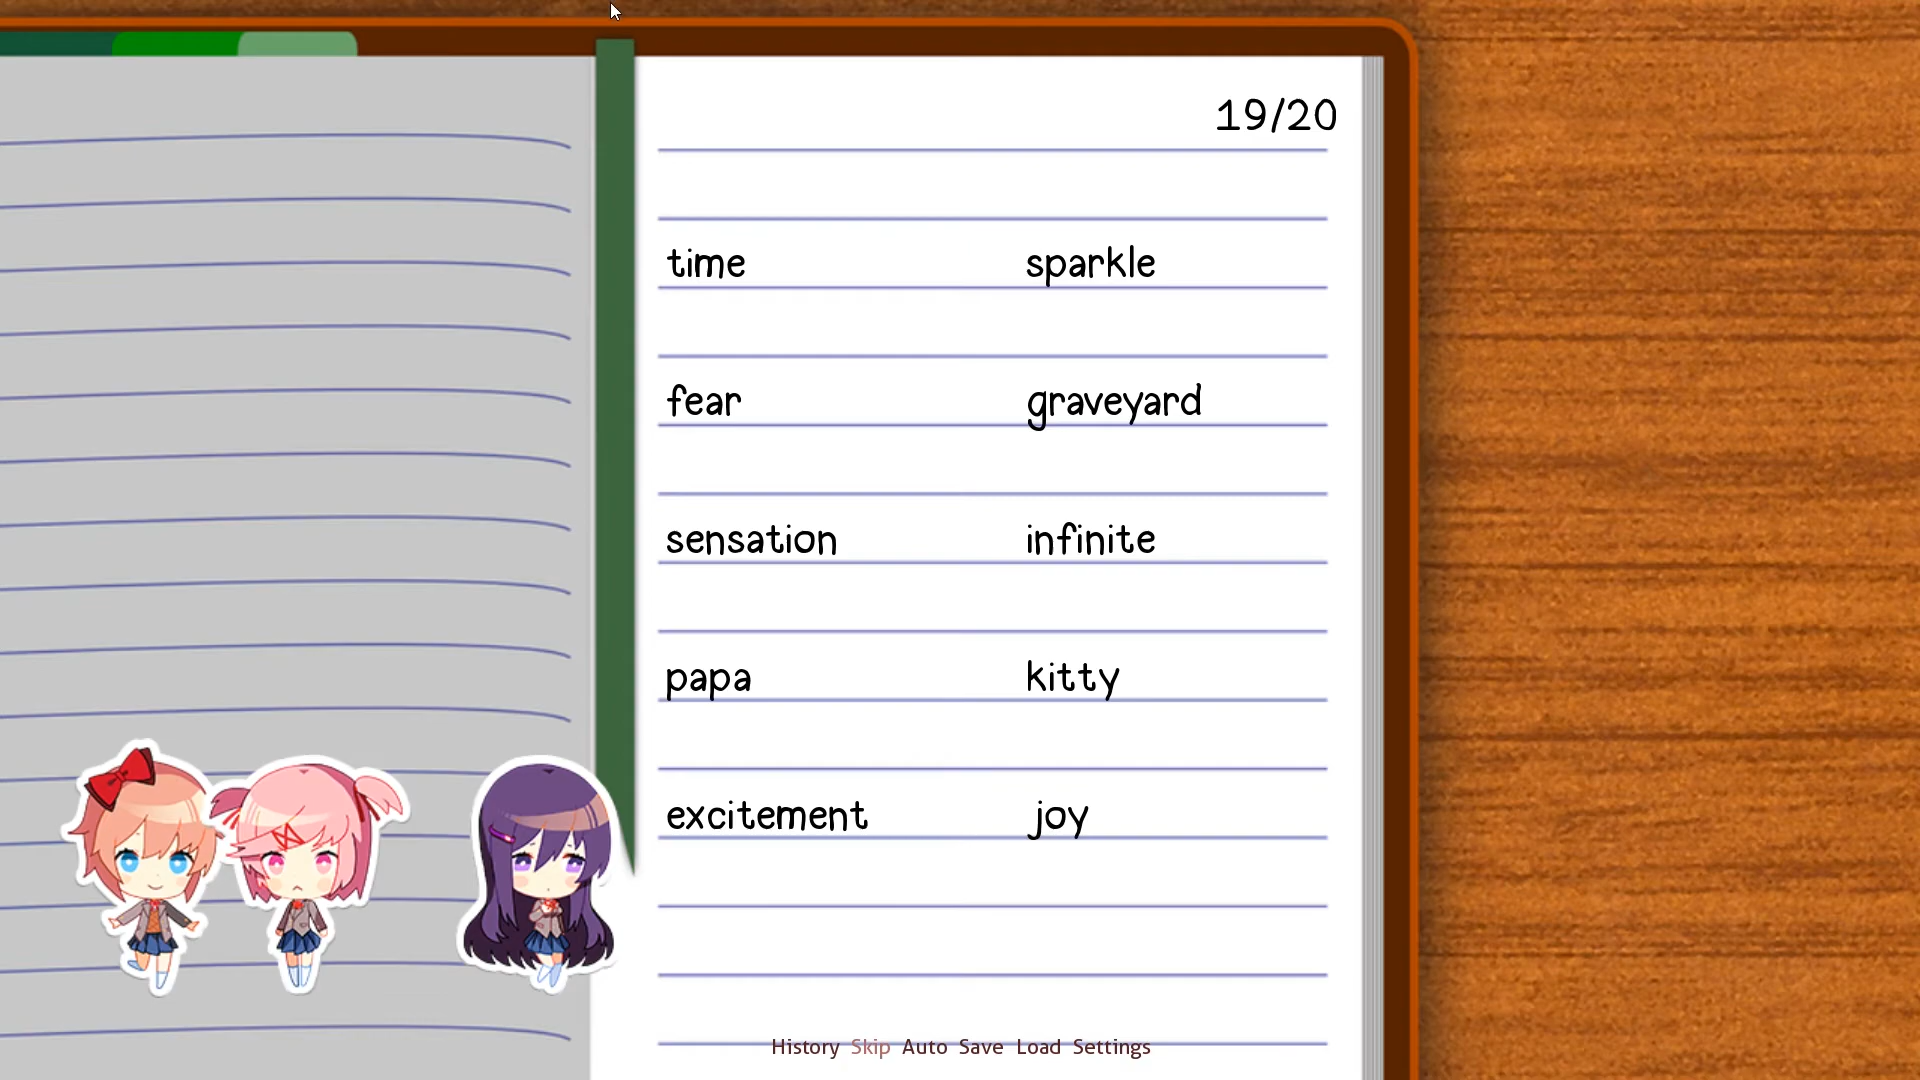 19/20
time sparkle
fear graveyard
sensation infinite
papa kitty
excitement joy
History Skip Auto Save Load Settings